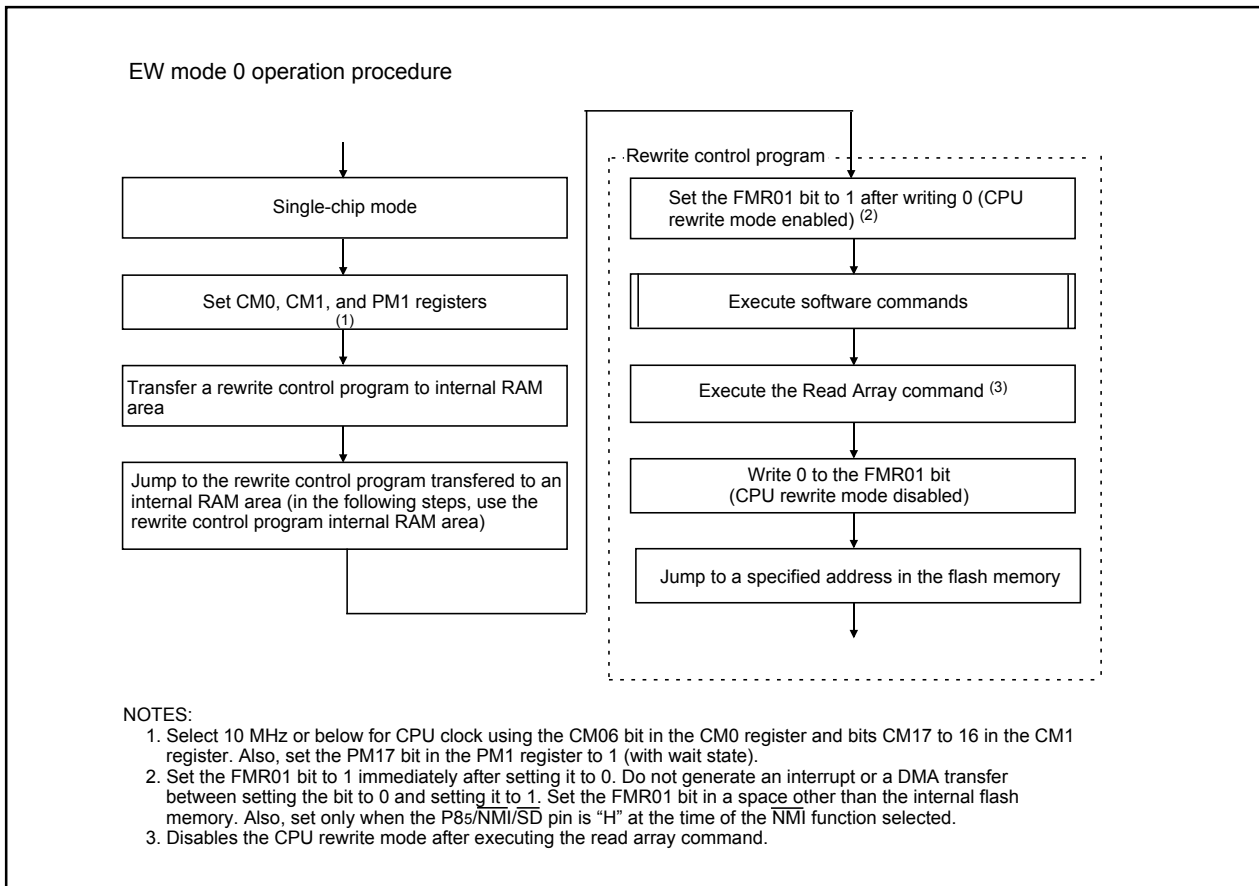 EW mode 0 operation procedure
Single-chip mode
Set CM0, CM1, and PM1 registers
(1)
Transfer a rewrite control program to internal RAM
area
Jump to the rewrite control program transfered to an
internal RAM area (in the following steps, use the
rewrite control program internal RAM area)
Rewrite control program
Set the FMR01 bit to 1 after writing 0 (CPU
rewrite mode enabled) (2)
Execute software commands
Execute the Read Array command (3)
Write 0 to the FMR01 bit
(CPU rewrite mode disabled)
Jump to a specified address in the flash memory
NOTES:
1. Select 10 MHz or below for CPU clock using the CM06 bit in the CM0 register and bits CM17 to 16 in the CM1
register. Also, set the PM17 bit in the PM1 register to 1 (with wait state).
2. Set the FMR01 bit to 1 immediately after setting it to 0. Do not generate an interrupt or a DMA transfer
between setting the bit to 0 and setting it to 1. Set the FMR01 bit in a space other than the internal flash
memory. Also, set only when the P85/NMI/SD pin is “H” at the time of the NMI function selected.
3. Disables the CPU rewrite mode after executing the read array command.